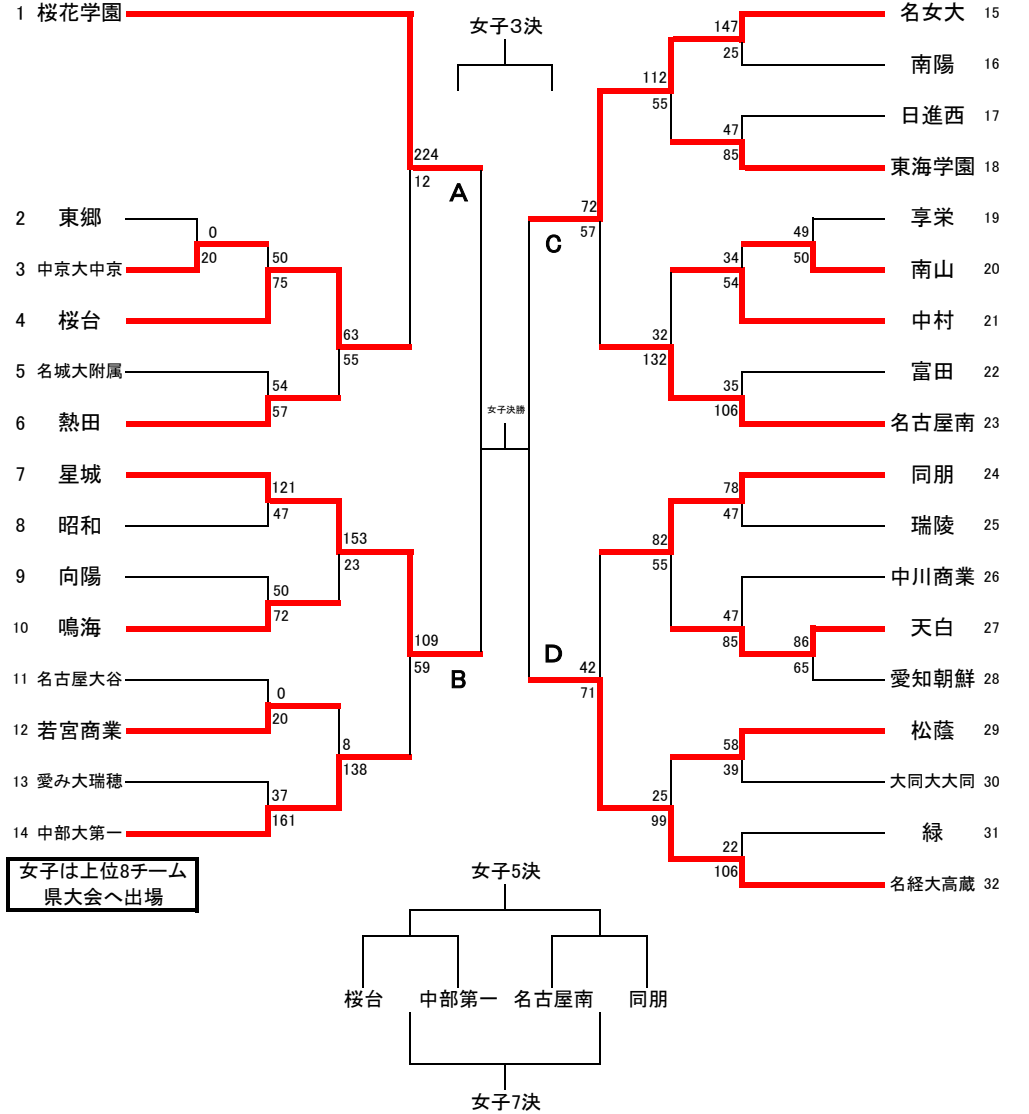 1 桜花学園
2 東郷
3 中京大中京
4 桜台
5 名城大附属
6 熱田
7 星城
8 昭和
9 向陽
10 鳴海
11 名古屋大谷
12 若宮商業
13 愛み大瑞穂
14 中部大第一
0
20
50
75
54
57
63
55
224
12
A
121
47
50
72
153
23
0
20
37
161
8
138
109
59
B
女子3決
女子決勝
名女大 15
南陽 16
日進西 17
東海学園 18
享栄 19
南山 20
中村 21
富田 22
名古屋南 23
同朋 24
瑞陵 25
中川商業 26
天白 27
愛知朝鮮 28
松蔭 29
大同大大同 30
緑 31
名経大高蔵 32
147
25
47
85
112
55
49
50
34
54
35
106
32
132
72
57
C
78
47
86
65
47
85
82
55
58
39
22
106
25
99
42
71
D
女子は上位8チーム
県大会へ出場
女子5決
桜台 中部第一 名古屋南 同朋
女子7決